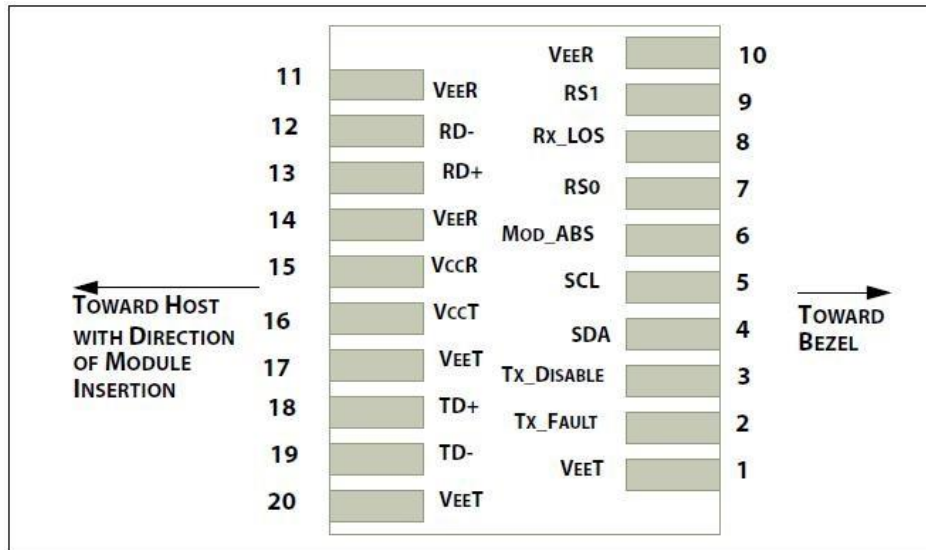 11 VEER
12 RD-
13 RD+
14 VEER
15 VCCR
16 VCCT
17 VEET
18 TD+
19 TD-
20 VEET
VEER 10
RS1 9
RX_LOS 8
RS0 7
MOD_ABS 6
SCL 5
SDA 4
TX_DISABLE 3
TX_FAULT 2
VEET 1
TOWARD HOST
WITH DIRECTION
OF MODULE
INSERTION
TOWARD
BEZEL